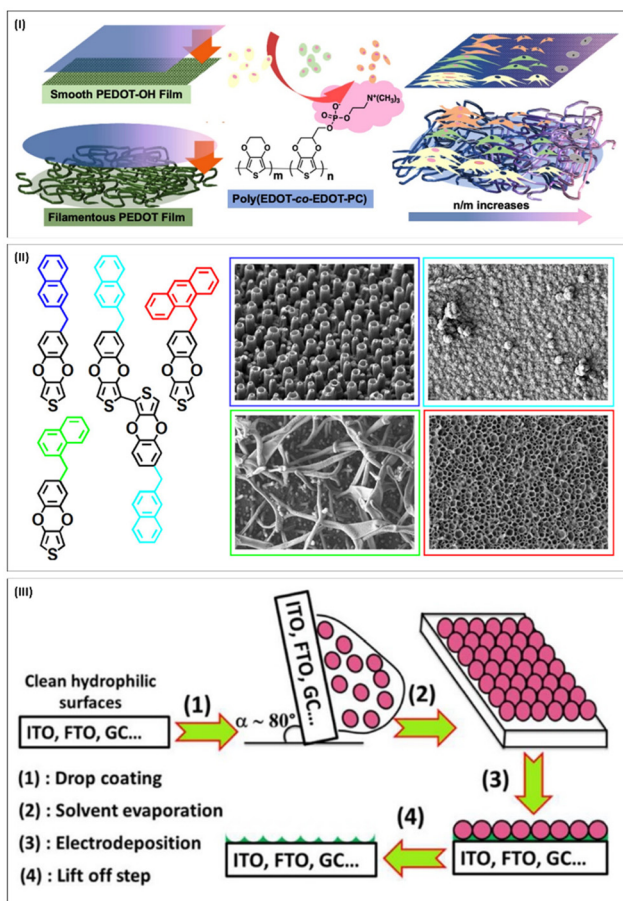 (I)
Smooth PEDOT-OH Film
Filamentous PEDOT Film
N⁺(CH₃)₃
O
O=P-O
O
O O
O O
S
m
S
n
Poly(EDOT-co-EDOT-PC)
n/m increases
(II)
O O
S
O O
S
S
O O
O O
S
O O
S
(III)
Clean hydrophilic
surfaces
ITO, FTO, GC...
(1)
α ~ 80°
ITO, FTO, GC...
(2)
(1) : Drop coating
(2) : Solvent evaporation
(3) : Electrodeposition
(4) : Lift off step
(3)
ITO, FTO, GC...
(4)
ITO, FTO, GC...